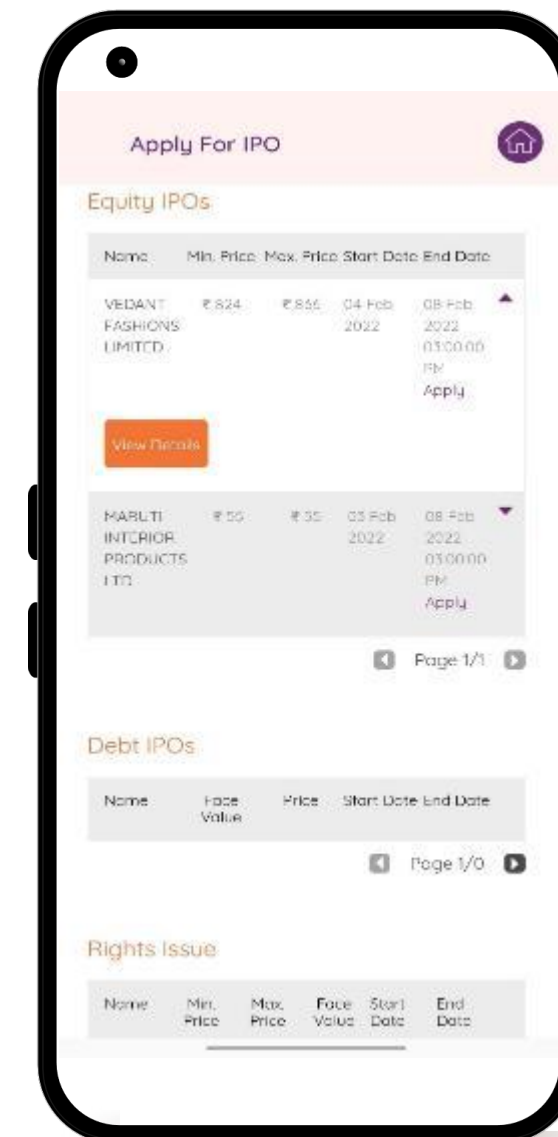 Apply For IPO
Equity IPOs
Name Min. Price Max. Price Start Date End Date
VEDANT ₹ 824 ₹ 866 04 Feb 08 Feb
FASHIONS 2022 2022
LIMITED 03:00:00
PM
Apply
View Details
MARUTI ₹ 55 ₹ 55 03 Feb 08 Feb
INTERIOR 2022 2022
PRODUCTS 03:00:00
LTD PM
Apply
Page 1/1
Debt IPOs
Name Face Price Start Date End Date
Value
Page 1/0
Rights Issue
Name Min. Max. Face Start End
Price Price Value Date Date